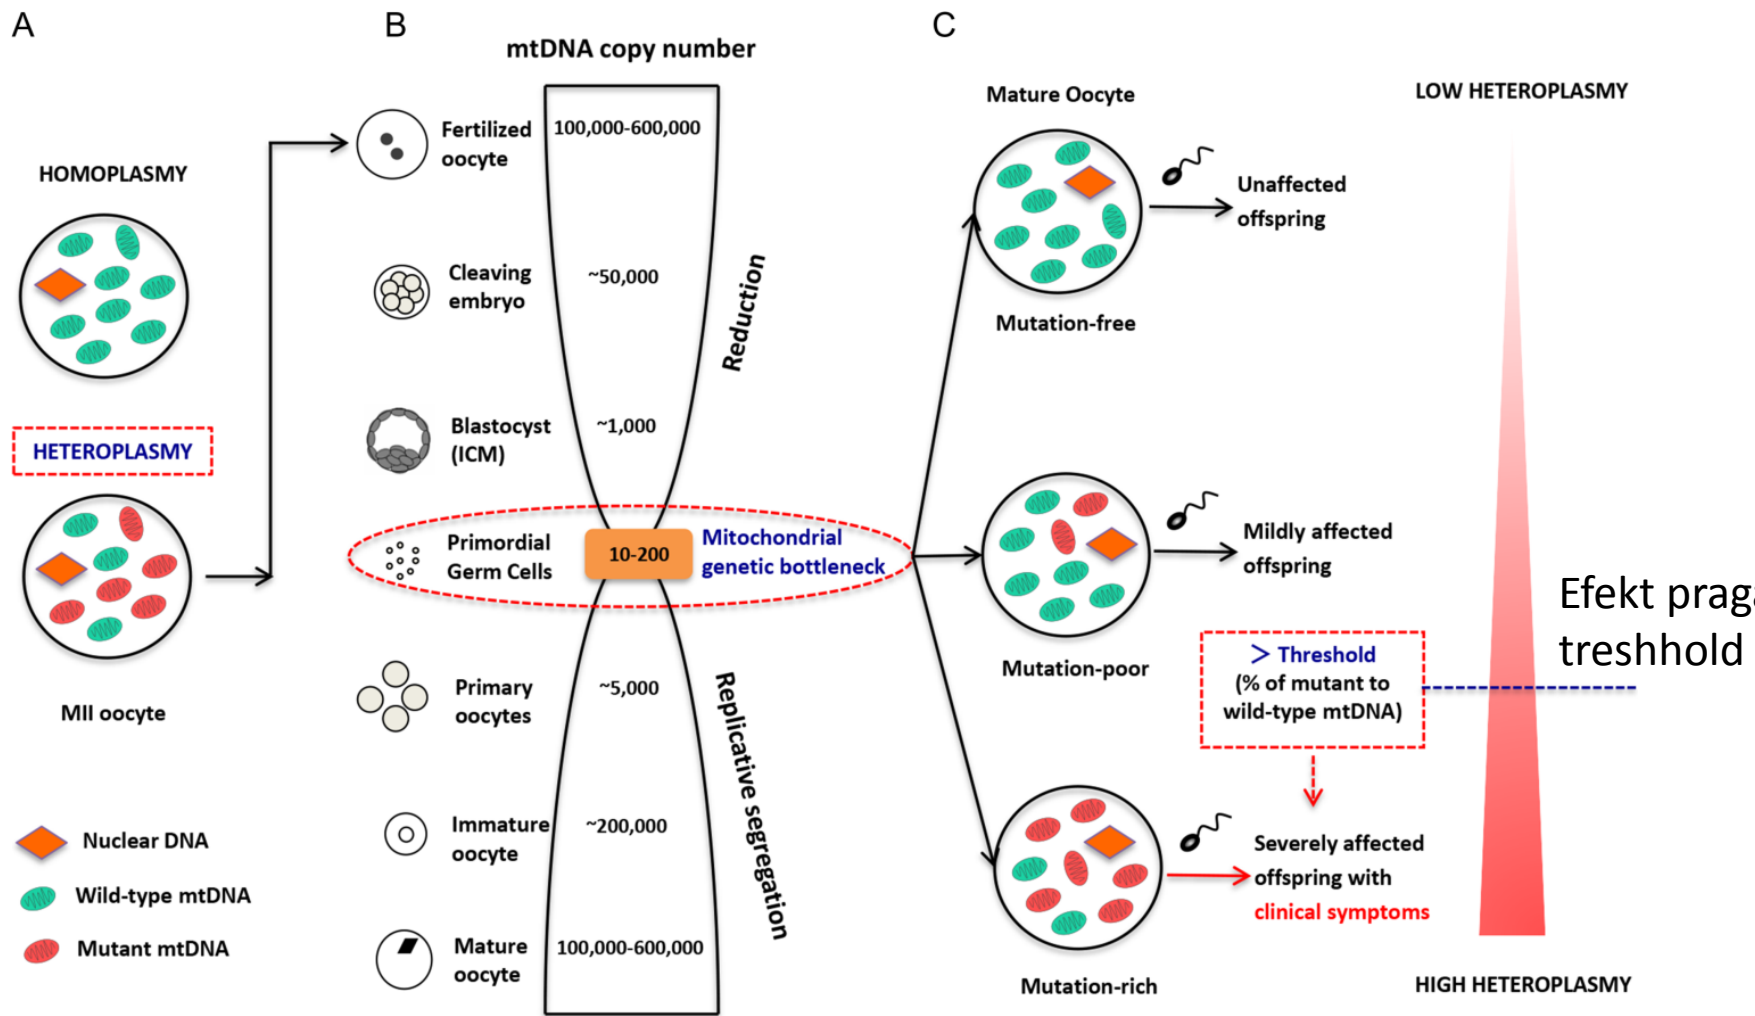 A
HOMOPLASMY
HETEROPLASMY
MII oocyte
Nuclear DNA
Wild-type mtDNA
Mutant mtDNA
B
mtDNA copy number
Fertilized
oocyte
100,000-600,000
Cleaving
embryo
~50,000
Reduction
Blastocyst
(ICM)
~1,000
Primordial
Germ Cells
10-200
Mitochondrial
genetic bottleneck
Primary
oocytes
~5,000
Replicative segregation
Immature
oocyte
~200,000
Mature
oocyte
100,000-600,000
C
Mature Oocyte
Unaffected
offspring
Mutation-free
Mildly affected
offspring
Mutation-poor
> Threshold
(% of mutant to
wild-type mtDNA)
Severely affected
offspring with
clinical symptoms
Mutation-rich
LOW HETEROPLASMY
Efekt praga
treshhold
HIGH HETEROPLASMY